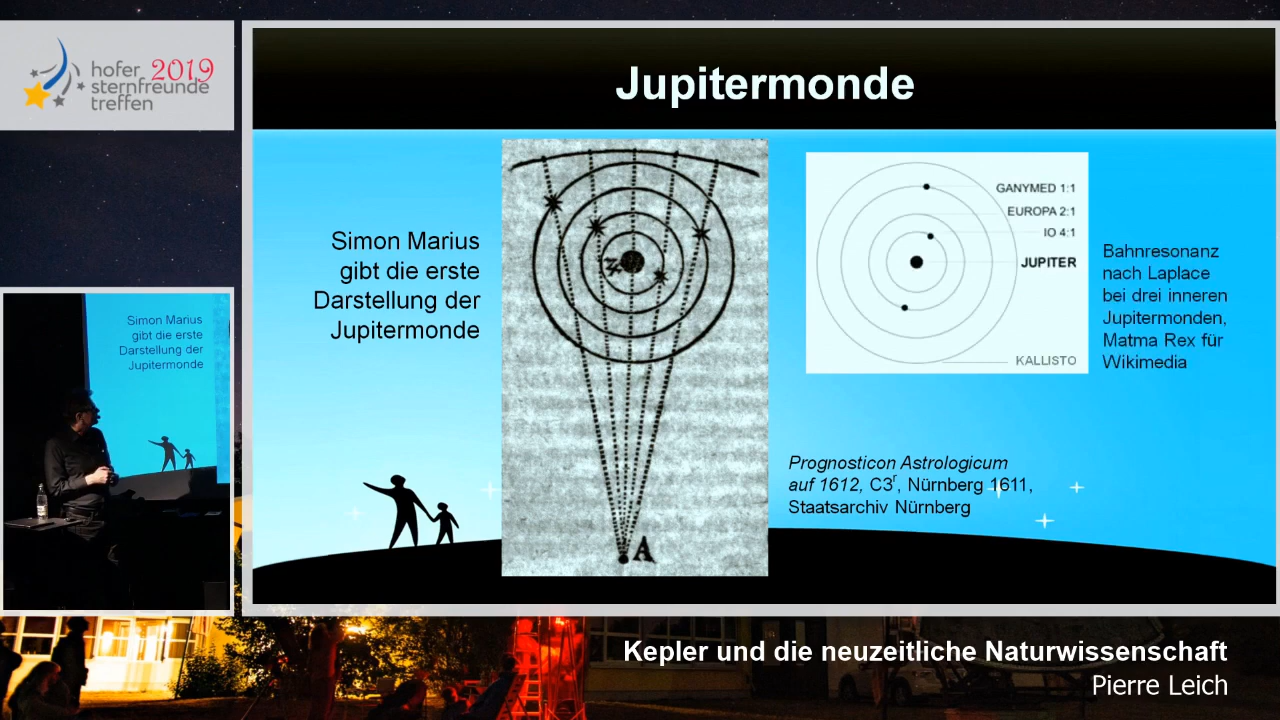 hofer 2019
sternfreunde
treffen
Jupitermonde
Simon Marius
gibt die erste
Darstellung der
Jupitermonde
A
GANYMED 1:1
EUROPA 2:1
IO 4:1
JUPITER
KALLISTO
Bahnresonanz
nach Laplace
bei drei inneren
Jupitermonden,
Matma Rex für
Wikimedia
Prognosticon Astrologicum
auf 1612, C3r, Nürnberg 1611,
Staatsarchiv Nürnberg
Simon Marius
gibt die erste
Darstellung der
Jupitermonde
Kepler und die neuzeitliche Naturwissenschaft
Pierre Leich